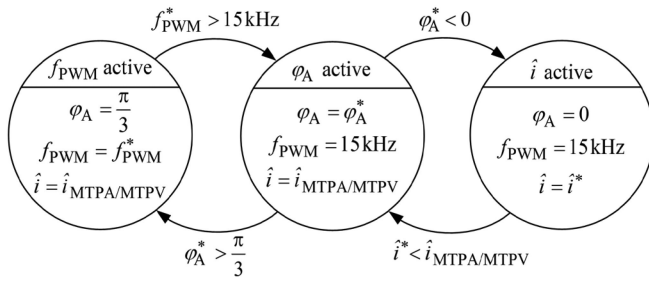 f*PWM > 15kHz
φ*A < 0
fPWM active
φA = π/3
fPWM = f*PWM
î = îMTPA/MTPV
φA active
φA = φ*A
fPWM = 15kHz
î = îMTPA/MTPV
î active
φA = 0
fPWM = 15kHz
î = î*
φ*A > π/3
î* < îMTPA/MTPV